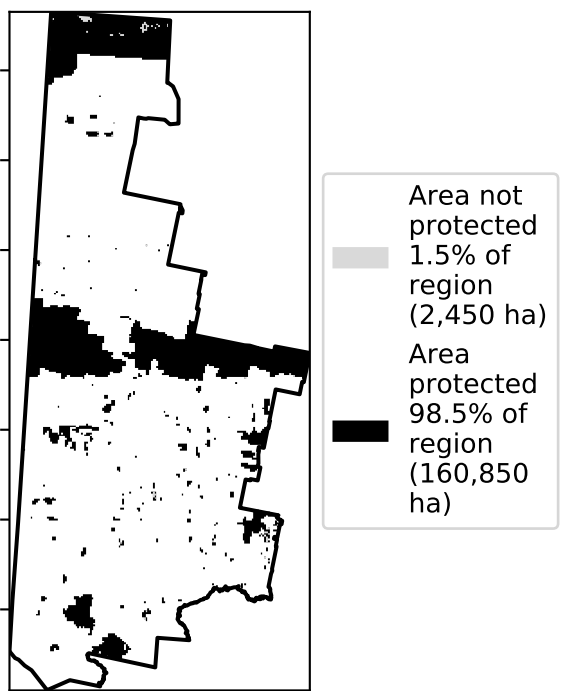 Area not
protected
1.5% of
region
(2,450 ha)
Area
protected
98.5% of
region
(160,850
ha)